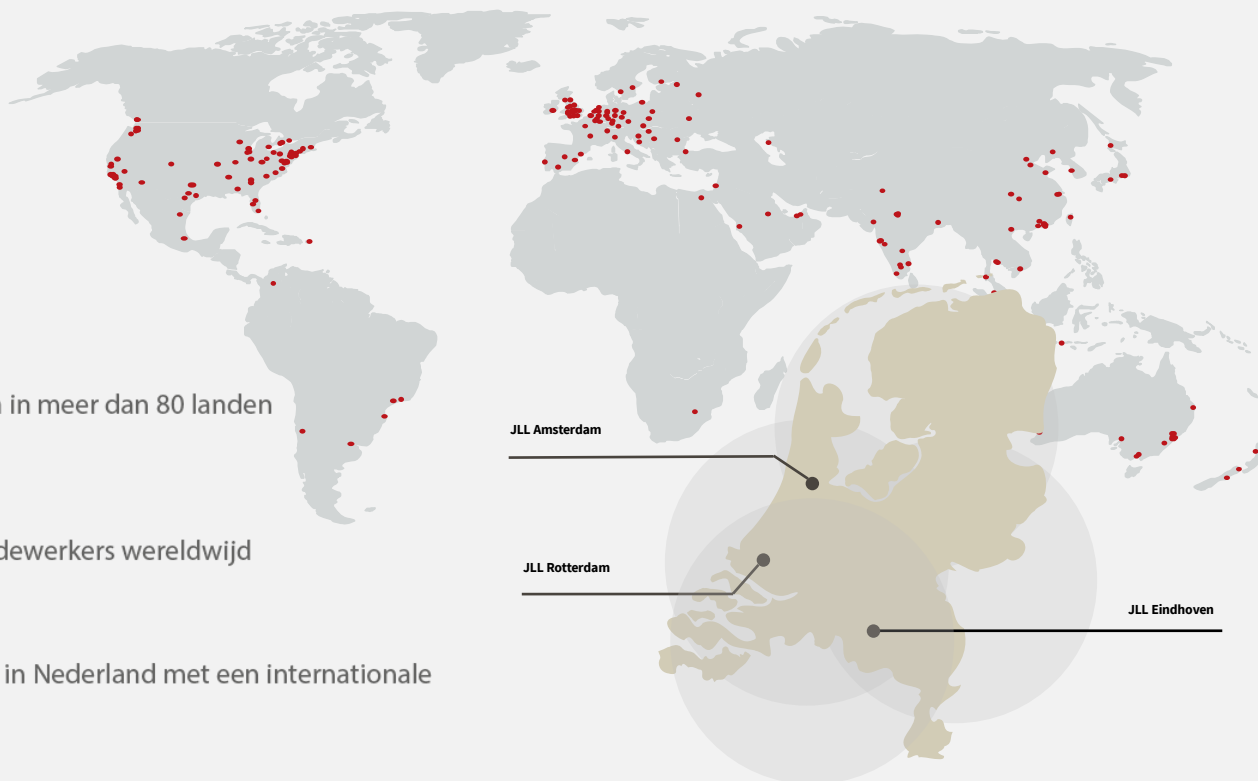 in meer dan 80 landen
JLL Amsterdam
dewerkers wereldwijd
JLL Rotterdam
JLL Eindhoven
in Nederland met een internationale